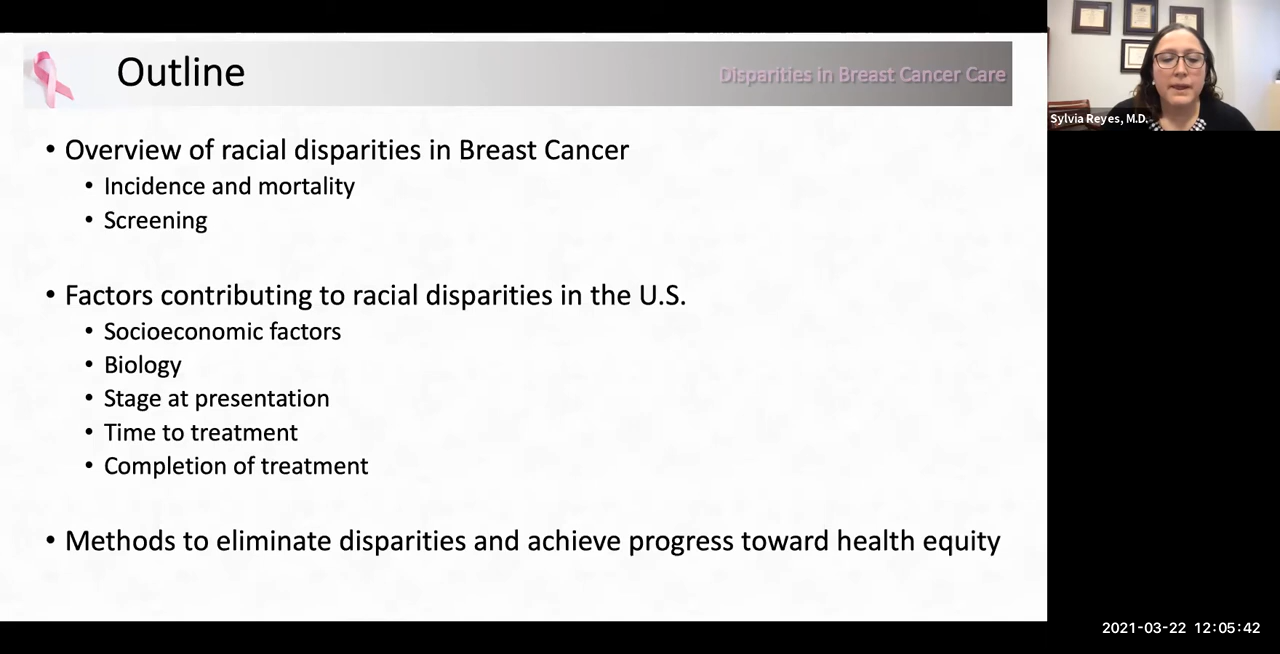 Outline
Disparities in Breast Cancer Care
• Overview of racial disparities in Breast Cancer
• Incidence and mortality
• Screening
• Factors contributing to racial disparities in the U.S.
• Socioeconomic factors
• Biology
• Stage at presentation
• Time to treatment
• Completion of treatment
• Methods to eliminate disparities and achieve progress toward health equity
Sylvia Reyes, M.D.
2021-03-22 12:05:42